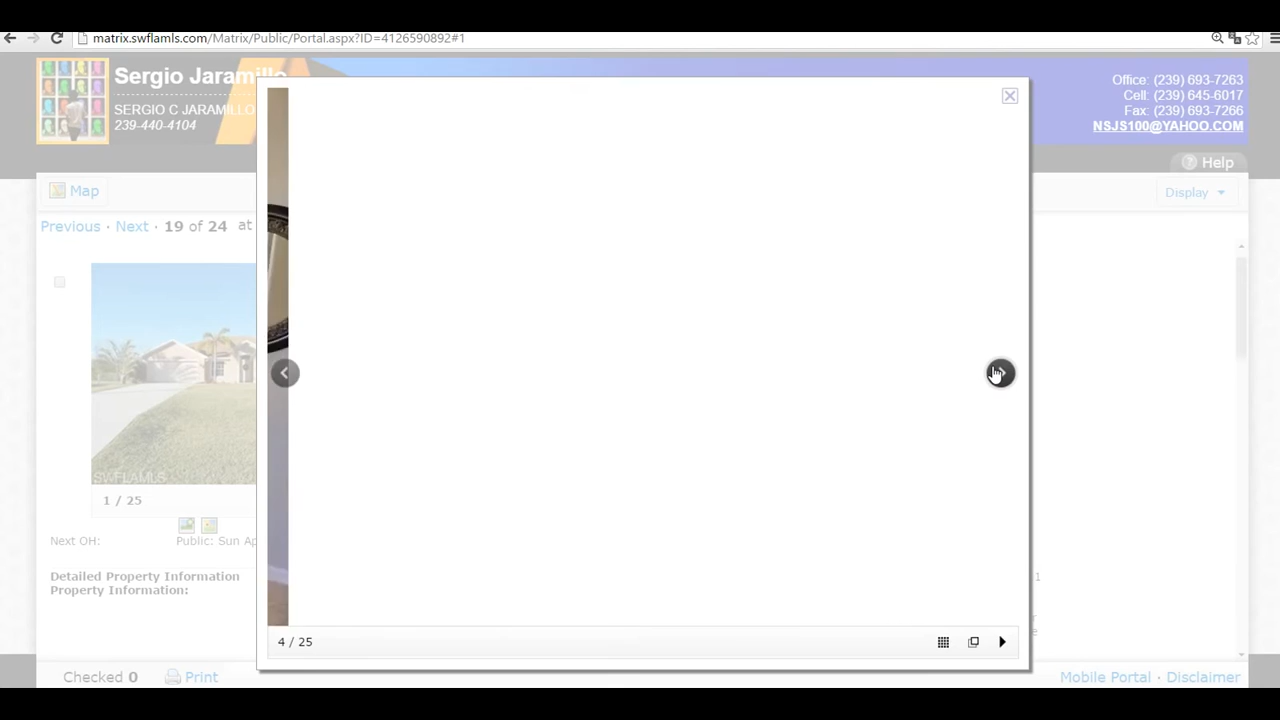 matrix.swflamls.com/Matrix/Public/Portal.aspx?ID=4126590892#1
Sergio Jaramillo
SERGIO C JARAMILLO
239-440-4104
Office: (239) 693-7263
Cell: (239) 645-6017
Fax: (239) 693-7266
NSJS100@YAHOO.COM
? Help
Map
Display
Previous · Next · 19 of 24 at
SWFLAMLS
1 / 25
Next OH: Public: Sun Ap
Detailed Property Information
Property Information:
1
4 / 25
Checked 0 Print
Mobile Portal · Disclaimer